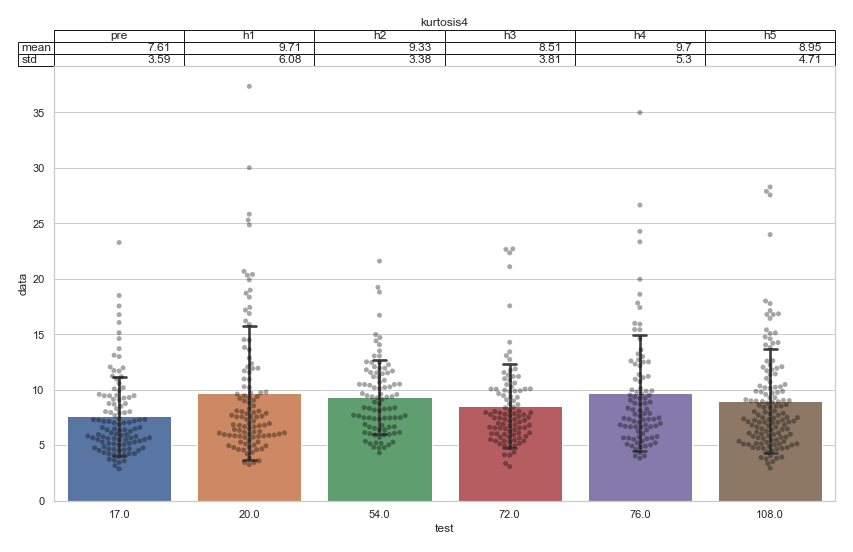 kurtosis4
pre h1 h2 h3 h4 h5
mean 7.61 9.71 9.33 8.51 9.7 8.95
std 3.59 6.08 3.38 3.81 5.3 4.71
35
30
25
20
15
10
5
0
data
17.0 20.0 54.0 72.0 76.0 108.0
test